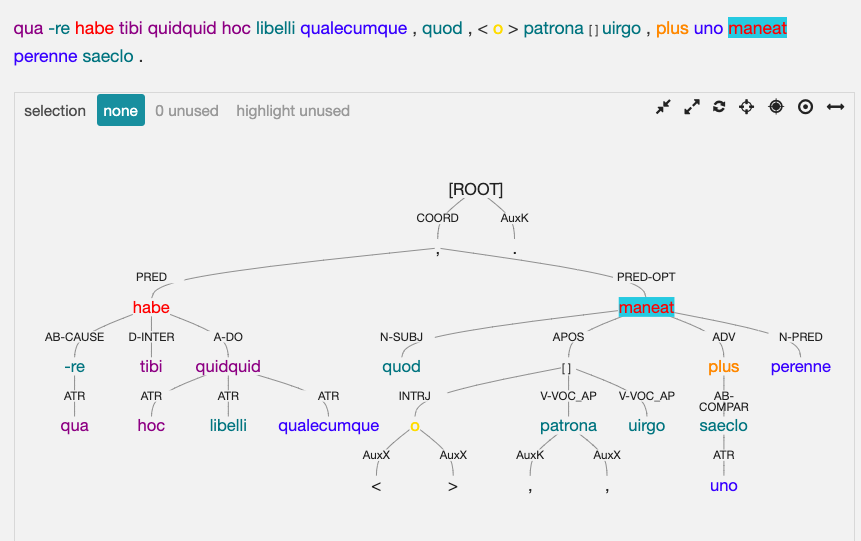 qua -re habe tibi quidquid hoc libelli qualecumque , quod , < o > patrona [ ] uirgo , plus uno maneat
perenne saeclo .
selection none 0 unused highlight unused
[ROOT]
COORD AuxK
, .
PRED PRED-OPT
habe maneat
AB-CAUSE D-INTER A-DO N-SUBJ APOS ADV N-PRED
-re tibi quidquid quod [ ] plus perenne
ATR ATR ATR ATR INTRJ V-VOC_AP V-VOC_AP AB-COMPAR
qua hoc libelli qualecumque o patrona uirgo saeclo
AuxX AuxX AuxK AuxX ATR
< > , , uno